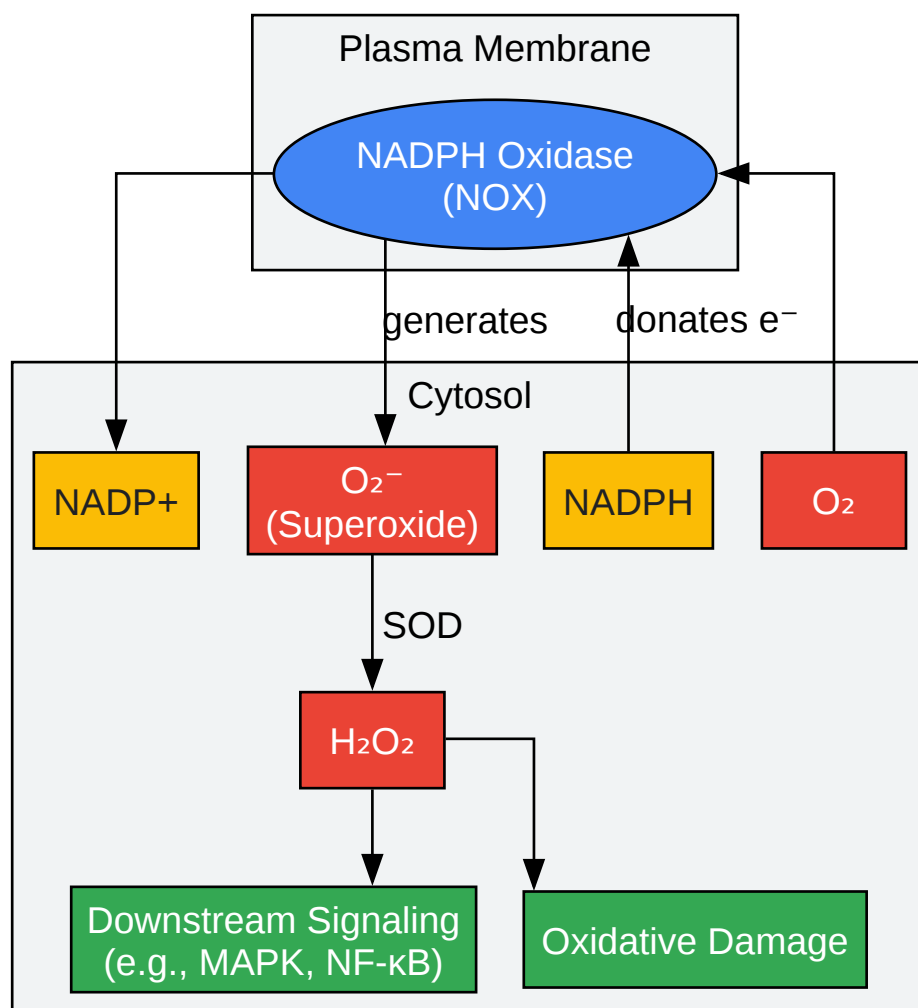 Plasma Membrane
NADPH Oxidase
(NOX)
generates
donates e⁻
Cytosol
NADP+
O₂⁻
(Superoxide)
NADPH
O₂
SOD
H₂O₂
Downstream Signaling
(e.g., MAPK, NF-κB)
Oxidative Damage